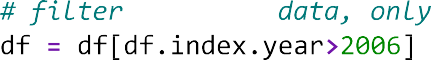 # filter data, only
df = df[df.index.year>2006]